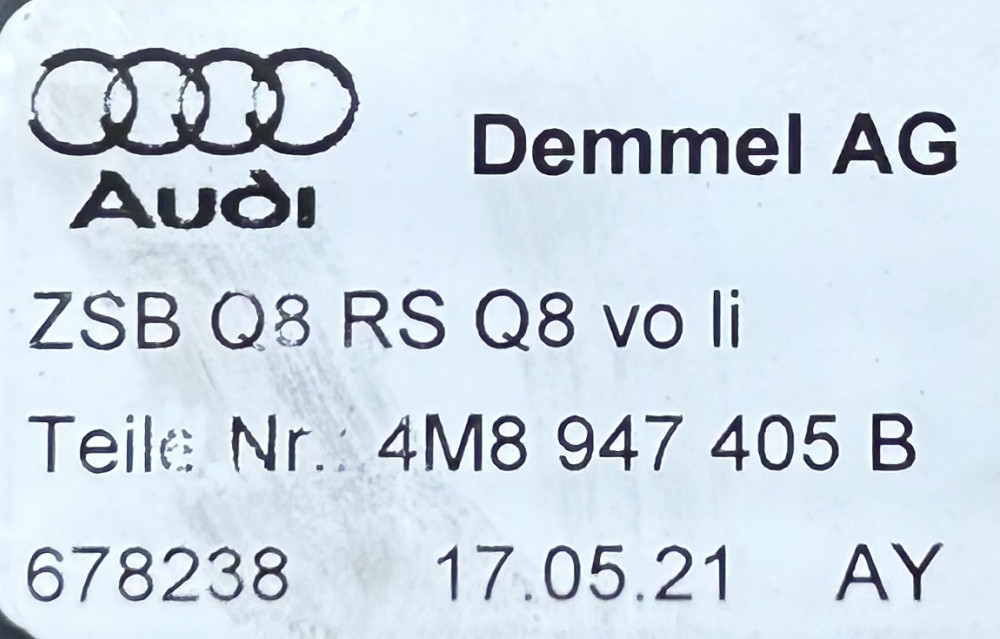 Audi
Demmel AG
ZSB Q8 RS Q8 vo li
Teile Nr.: 4M8 947 405 B
678238 17.05.21 AY